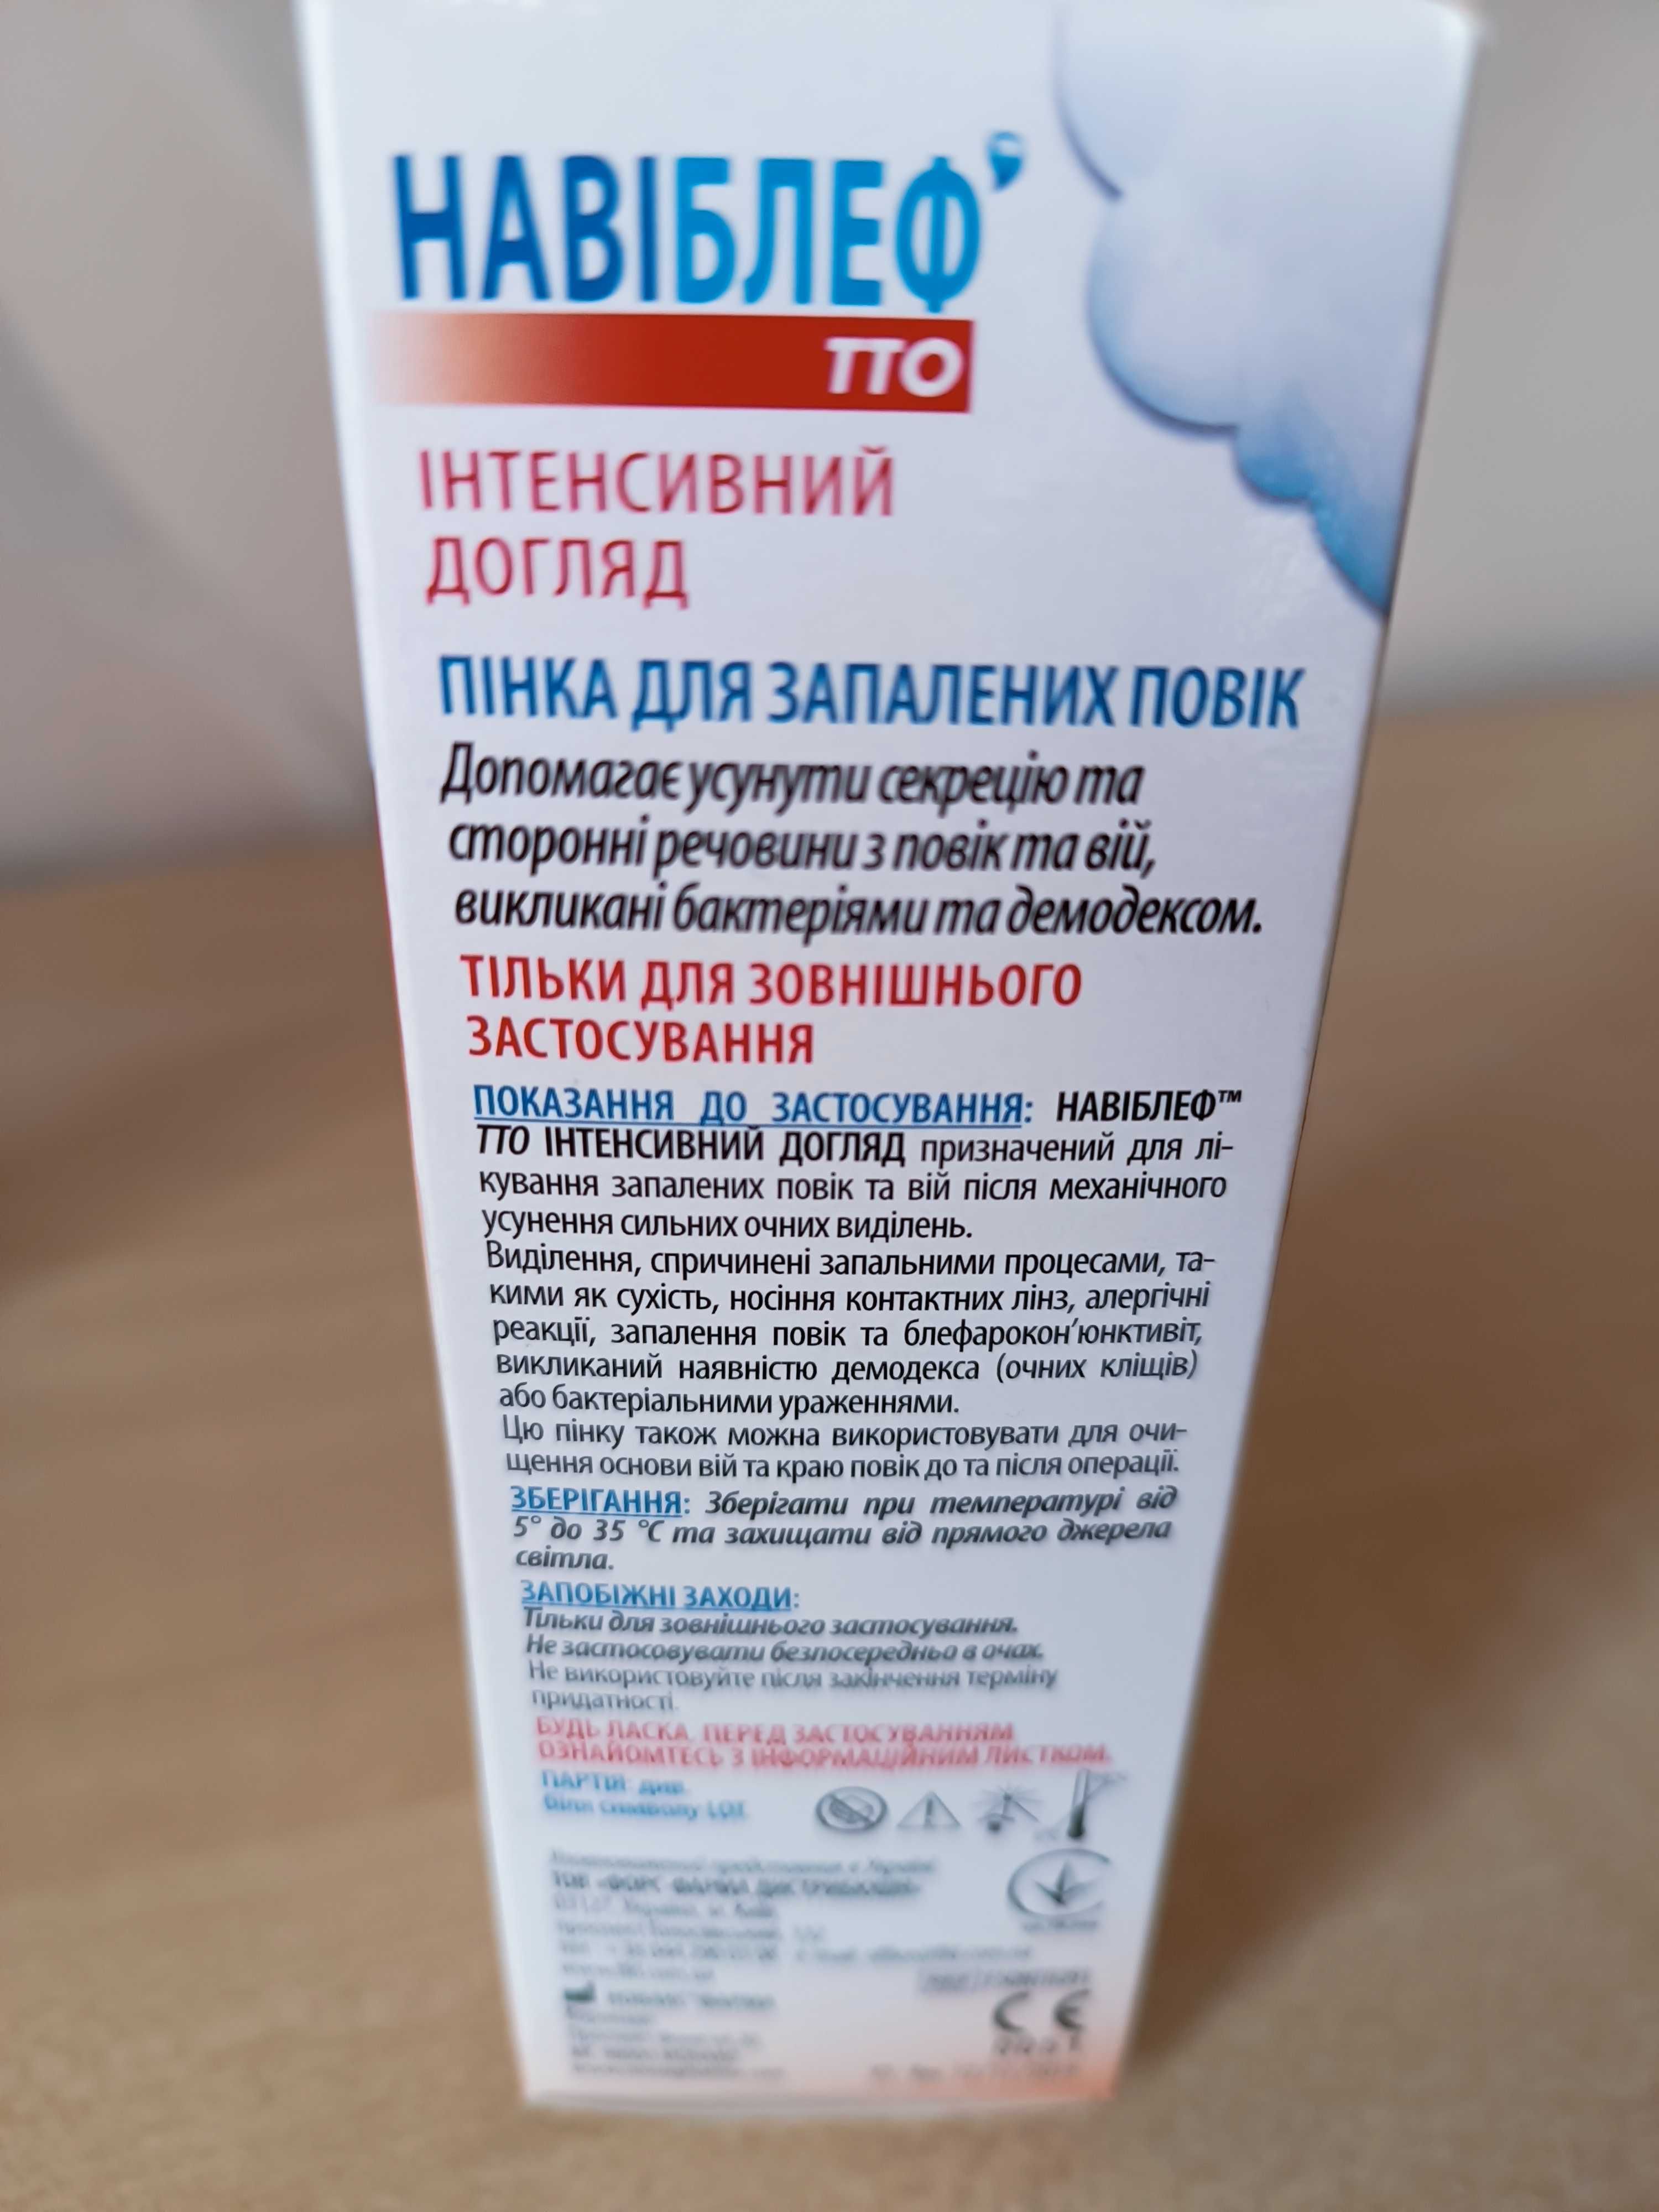 НАВІБЛЕФ
ТТО
ІНТЕНСИВНИЙ
ДОГЛЯД
ПІНКА ДЛЯ ЗАПАЛЕНИХ ПОВІК
Допомагає усунути секрецію та
сторонні речовини з повік та вій,
викликані бактеріями та демодексом.
ТІЛЬКИ ДЛЯ ЗОВНІШНЬОГО
ЗАСТОСУВАННЯ
ПОКАЗАННЯ ДО ЗАСТОСУВАННЯ: НАВІБЛЕФ™
ТТО ІНТЕНСИВНИЙ ДОГЛЯД призначений для лі-
кування запалених повік та вій після механічного
усунення сильних очних виділень.
Виділення, спричинені запальними процесами, та-
кими як сухість, носіння контактних лінз, алергічні
реакції, запалення повік та блефарокон'юнктивіт,
викликаний наявністю демодекса (очних кліщів)
або бактеріальними ураженнями.
Цю пінку також можна використовувати для очи-
щення основи вій та краю повік до та після операції.
ЗБЕРІГАННЯ: Зберігати при температурі від
5° до 35 °C та захищати від прямого джерела
світла.
ЗАПОБІЖНІ ЗАХОДИ:
Тільки для зовнішнього застосування.
Не застосовувати безпосередньо в очах.
Не використовуйте після закінчення терміну
придатності.
БУДЬ ЛАСКА, ПЕРЕД ЗАСТОСУВАННЯМ
ОЗНАЙОМТЕСЬ З ІНФОРМАЦІЙНИМ ЛИСТКОМ.
ПАРТІЯ: див.
біля символу LOT
CE